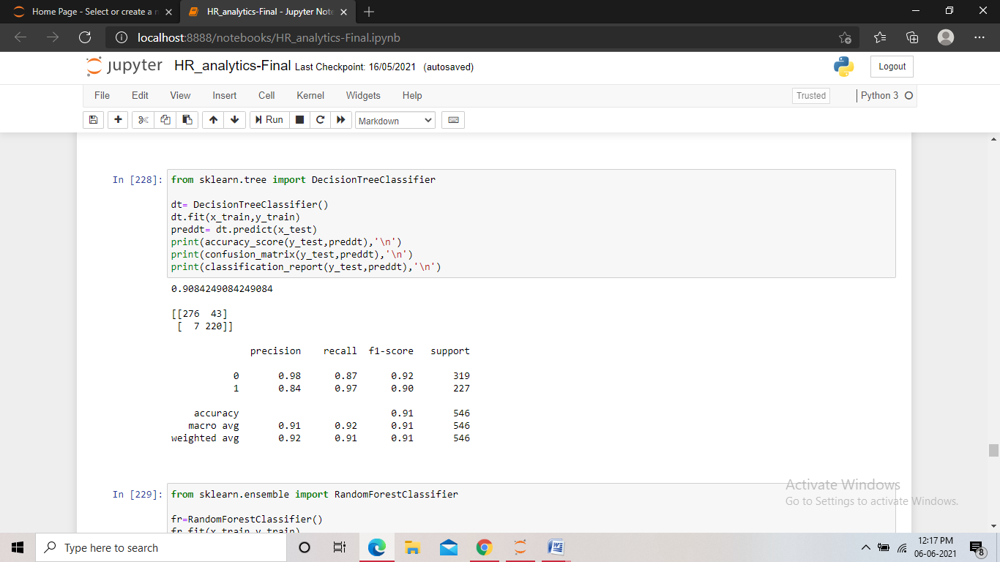 Home Page - Select or create a n
HR_analytics-Final - Jupyter Note
localhost:8888/notebooks/HR_analytics-Final.ipynb
jupyter HR_analytics-Final Last Checkpoint: 16/05/2021 (autosaved)
Logout
File Edit View Insert Cell Kernel Widgets Help
Trusted
Python 3
Run
Markdown
In [228]: from sklearn.tree import DecisionTreeClassifier
dt= DecisionTreeClassifier()
dt.fit(x_train,y_train)
preddt= dt.predict(x_test)
print(accuracy_score(y_test,preddt),'\n')
print(confusion_matrix(y_test,preddt),'\n')
print(classification_report(y_test,preddt),'\n')
0.9084249084249084
[[276 43]
[ 7 220]]
precision recall f1-score support
0 0.98 0.87 0.92 319
1 0.84 0.97 0.90 227
accuracy 0.91 546
macro avg 0.91 0.92 0.91 546
weighted avg 0.92 0.91 0.91 546
In [229]: from sklearn.ensemble import RandomForestClassifier
fr=RandomForestClassifier()
fr.fit(x_train,y_train)
Activate Windows
Go to Settings to activate Windows.
Type here to search
12:17 PM
06-06-2021
8